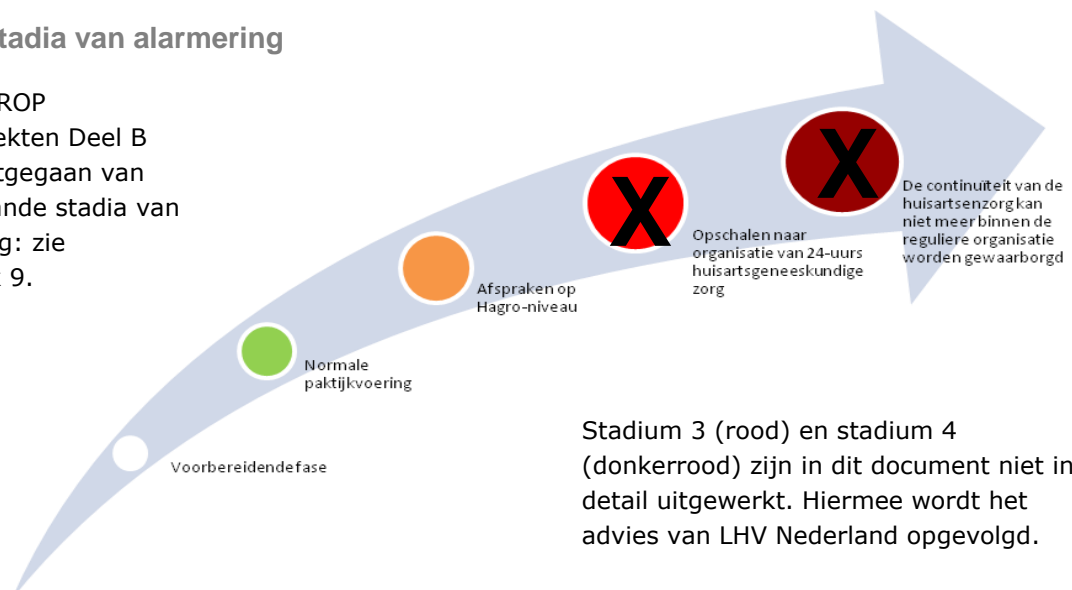 tadia van alarmering
ROP
ekten Deel B
tgegaan van
ande stadia van
g: zie
9.
X
X
De continuïteit van de
huisartsenzorg kan
niet meer binnen de
reguliere organisatie
worden gewaarborgd
Opschalen naar
organisatie van 24-uurs
huisartsgeneeskundige
zorg
Afspraken op
Hagro-niveau
Normale
paktijkvoering
Voorbereidende fase
Stadium 3 (rood) en stadium 4
(donkerrood) zijn in dit document niet in
detail uitgewerkt. Hiermee wordt het
advies van LHV Nederland opgevolgd.